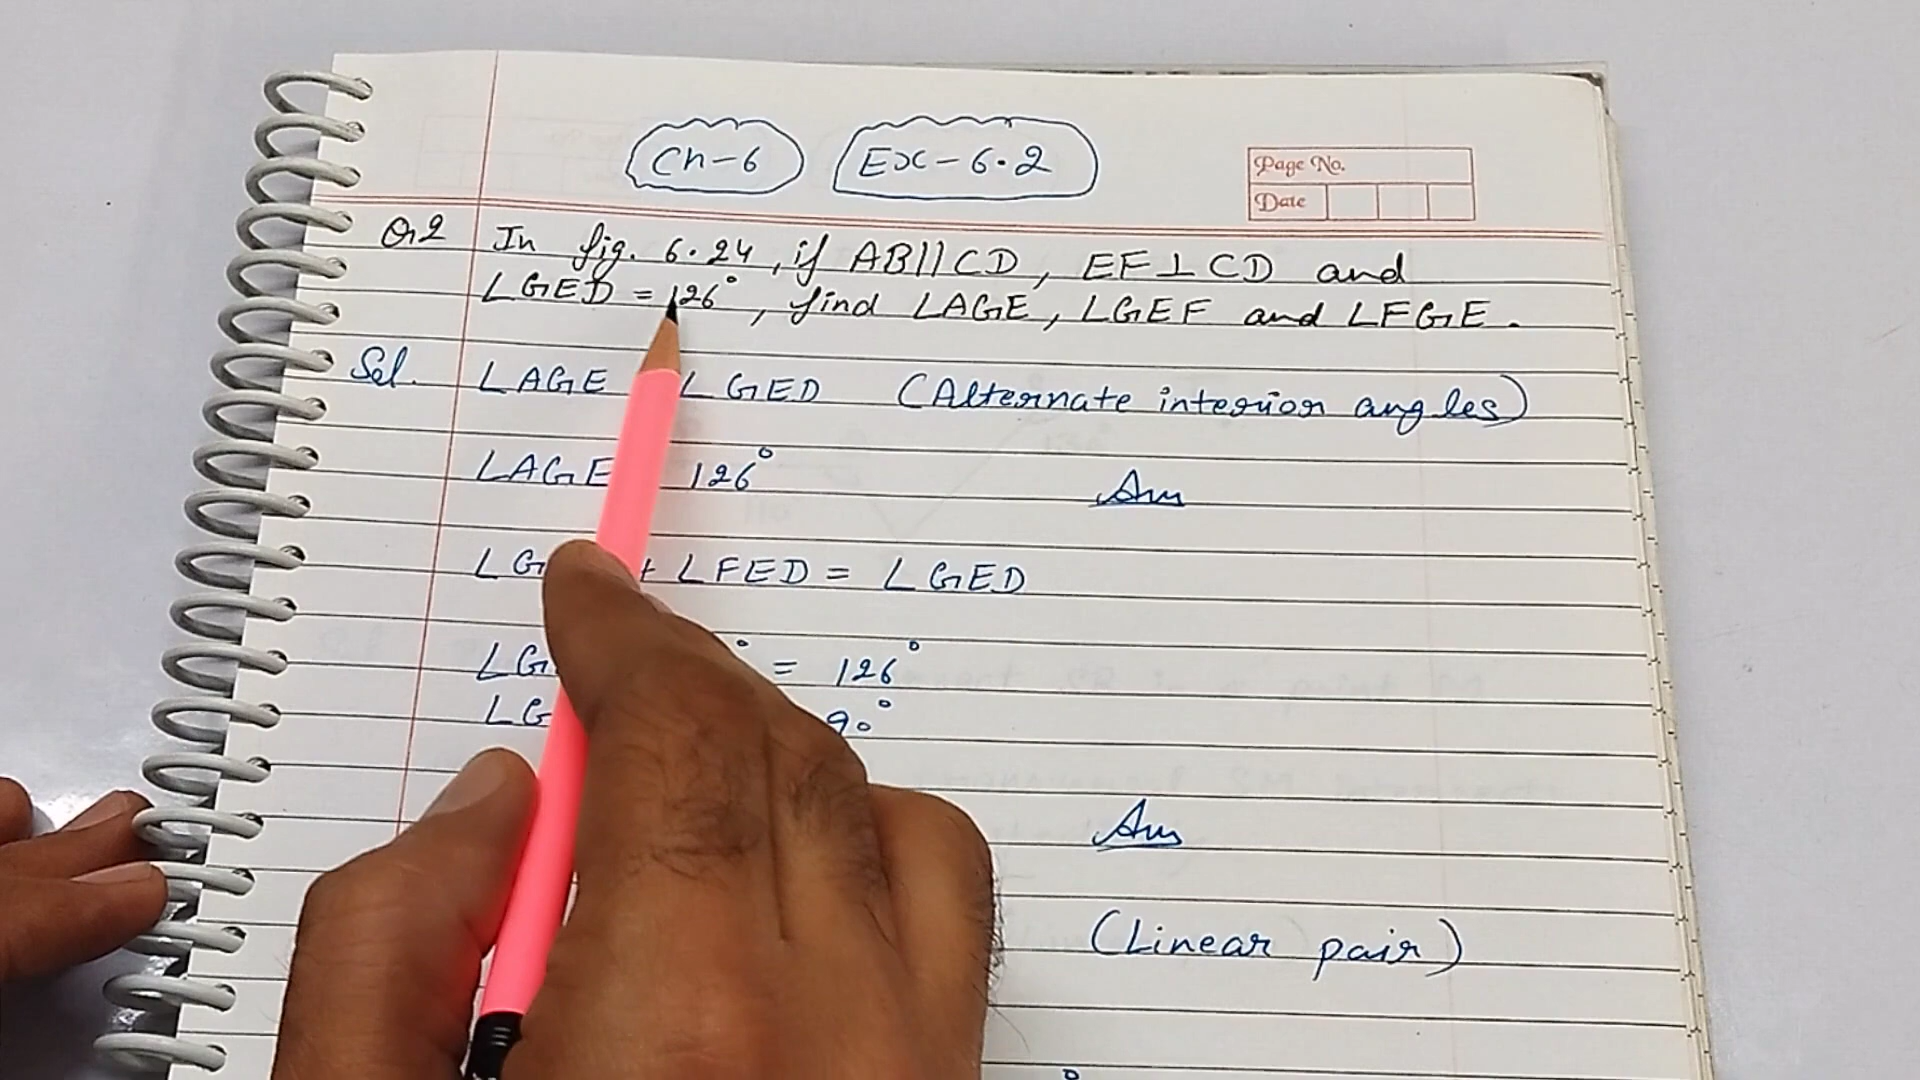 Ch-6 Ex-6.2
Page No.
Date
Q.2 In fig. 6.24, if AB||CD, EF⊥CD and
∠GED = 126°, find ∠AGE, ∠GEF and ∠FGE.
Sol. ∠AGE ∠GED (Alternate interior angles)
∠AGE 126° Ans
∠G + ∠FED = ∠GED
∠G ° = 126°
∠G 90°
Ans
(Linear pair)